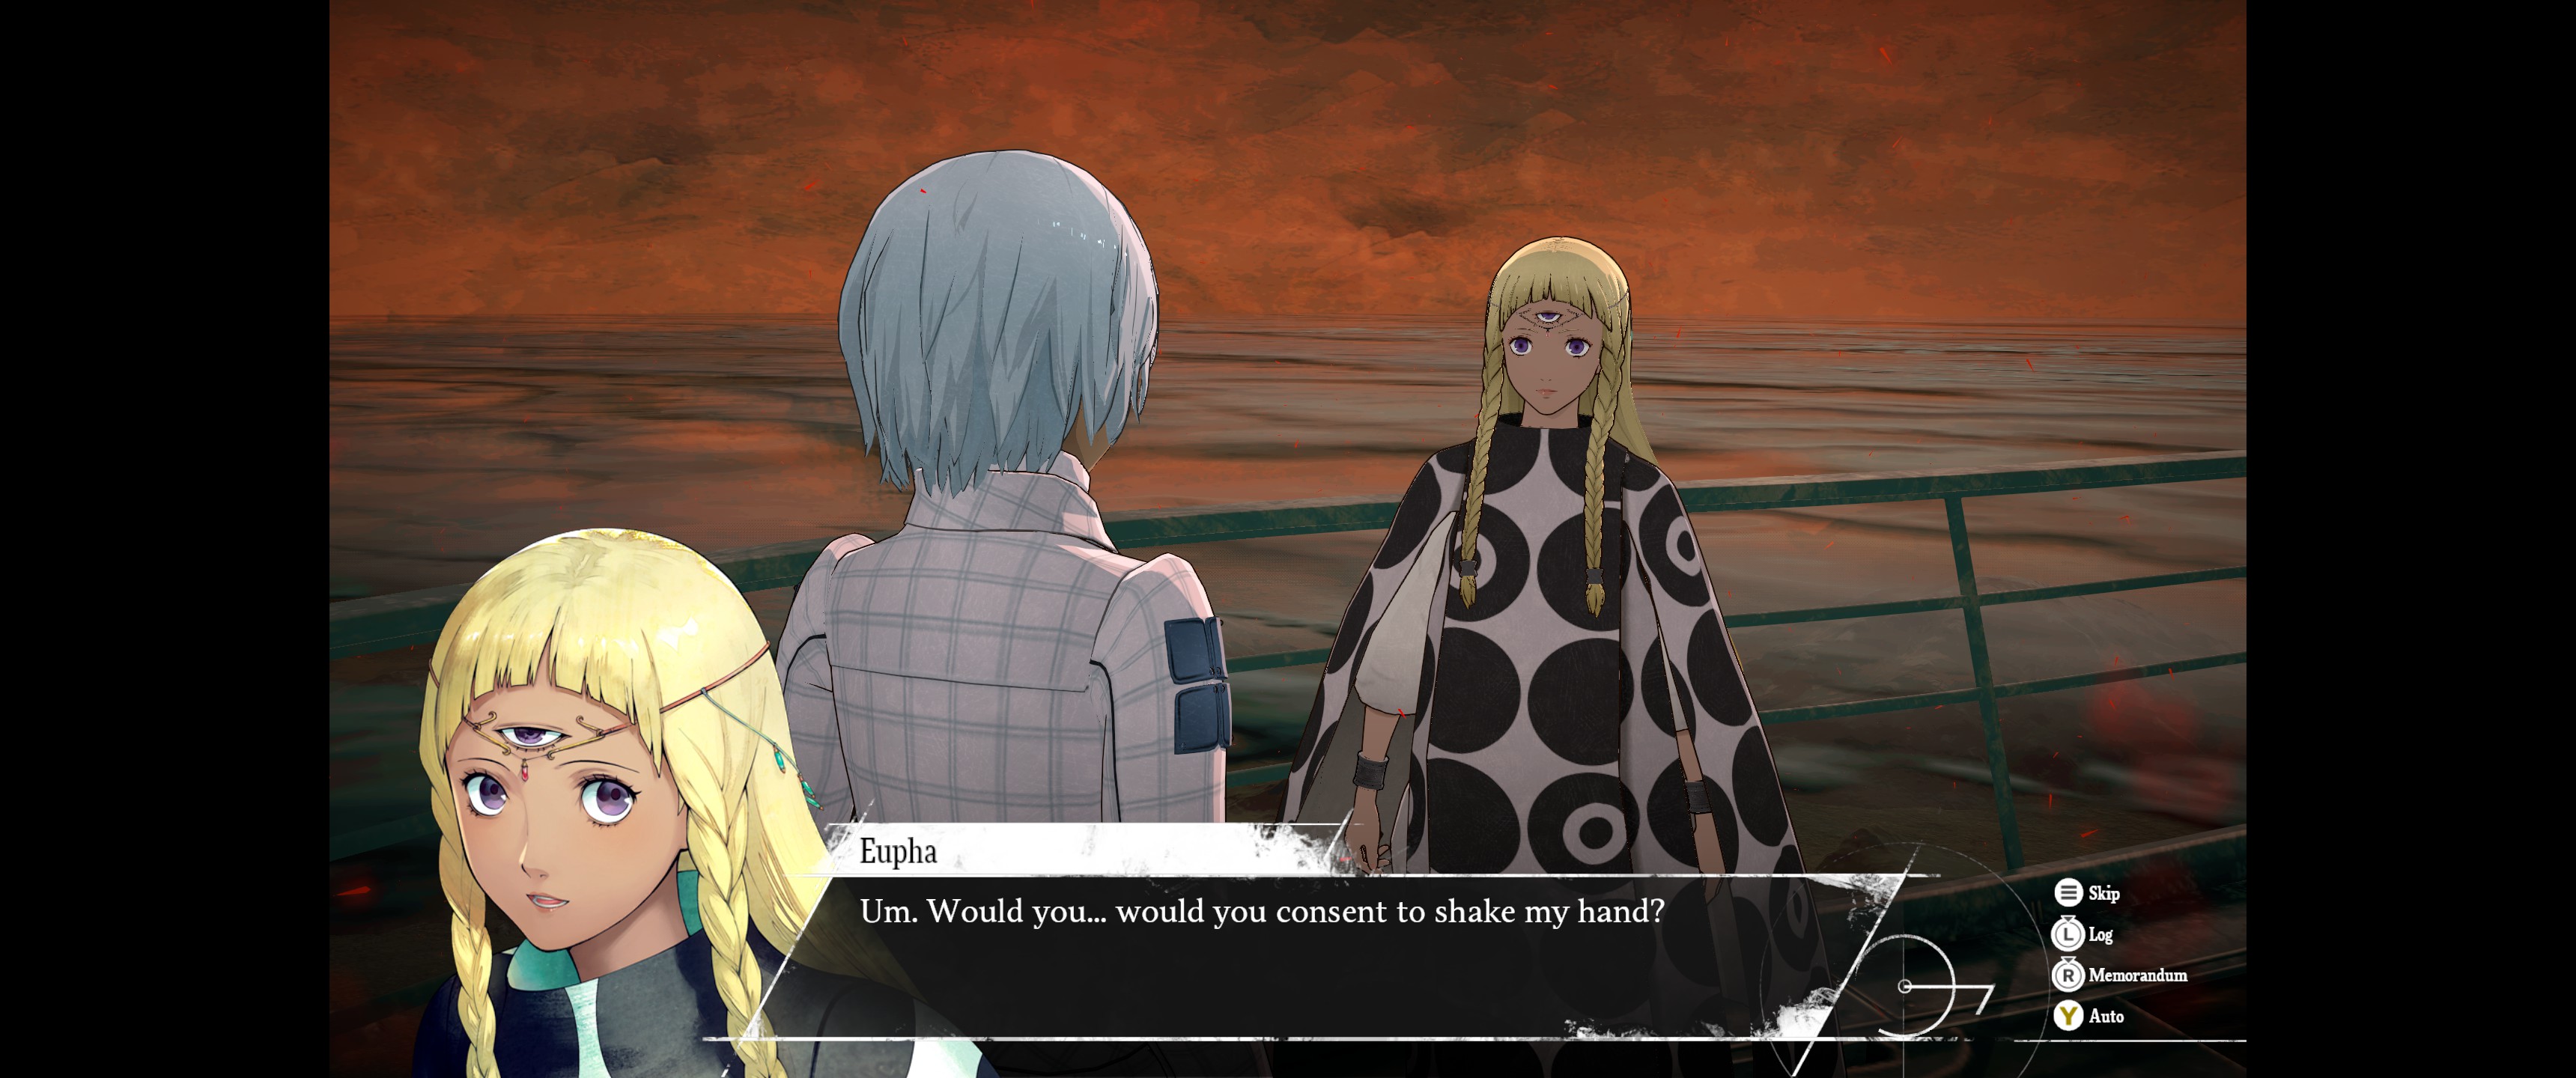 Eupha
Um. Would you... would you consent to shake my hand?
Skip
L Log
R Memorandum
Y Auto